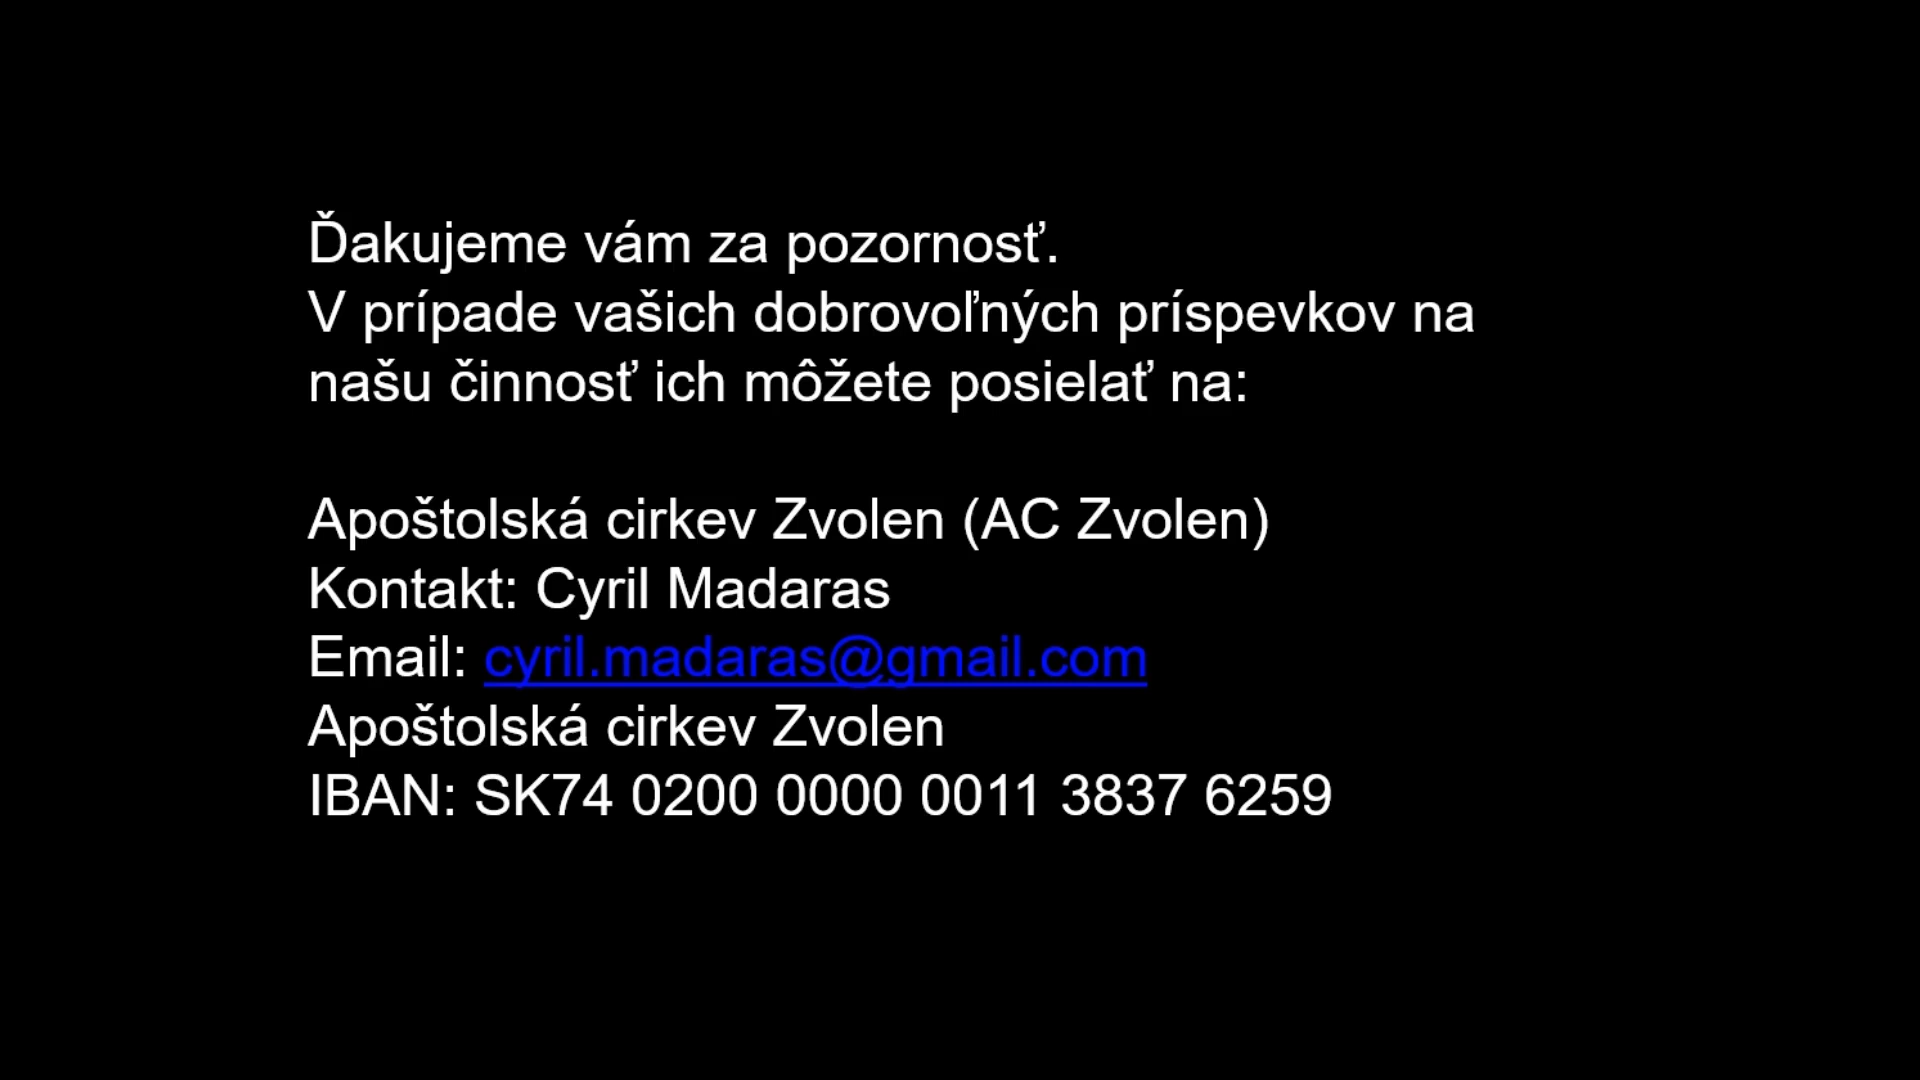 Ďakujeme vám za pozornosť.
V prípade vašich dobrovoľných príspevkov na
našu činnosť ich môžete posielať na:
Apoštolská cirkev Zvolen (AC Zvolen)
Kontakt: Cyril Madaras
Email: cyril.madaras@gmail.com
Apoštolská cirkev Zvolen
IBAN: SK74 0200 0000 0011 3837 6259